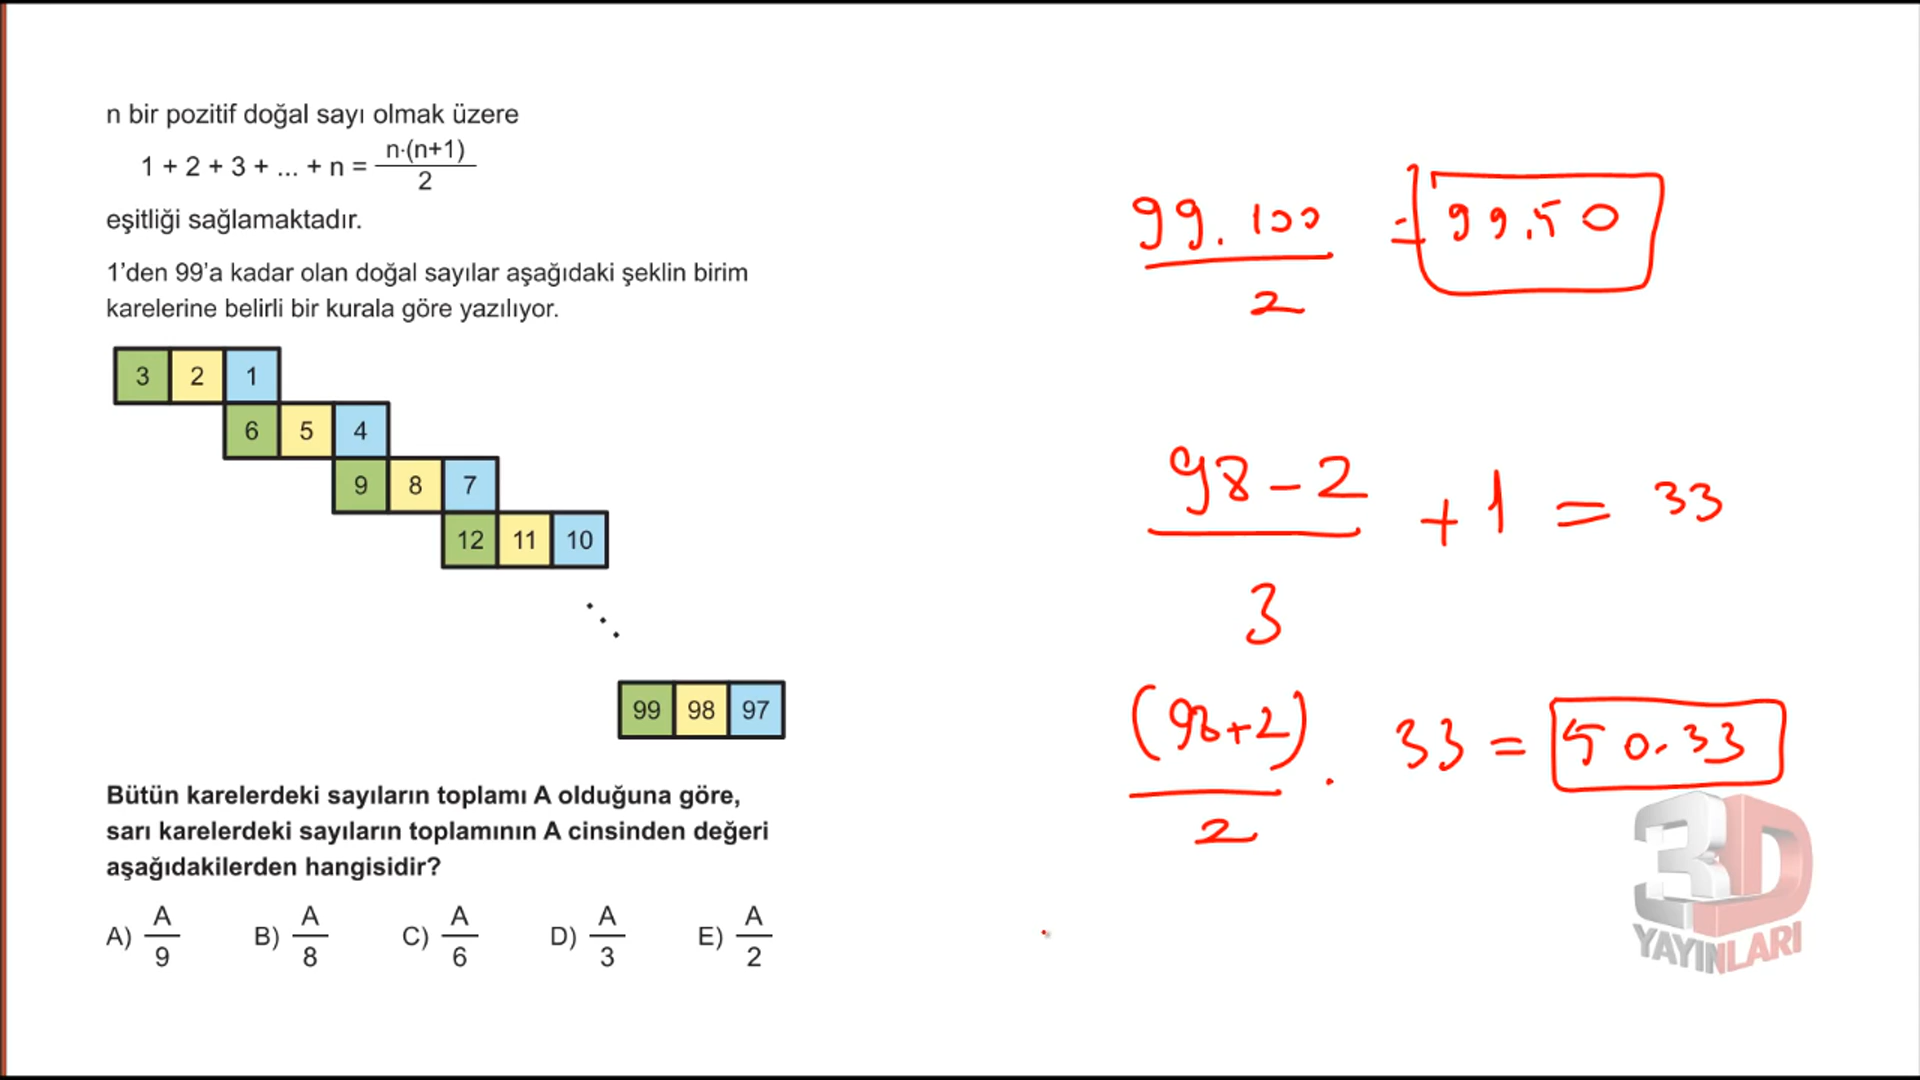 n bir pozitif doğal sayı olmak üzere
1 + 2 + 3 + ... + n = n·(n+1)
2
eşitliği sağlamaktadır.
1’den 99’a kadar olan doğal sayılar aşağıdaki şeklin birim
karelerine belirli bir kurala göre yazılıyor.
3 2 1
6 5 4
9 8 7
12 11 10
99 98 97
Bütün karelerdeki sayıların toplamı A olduğuna göre,
sarı karelerdeki sayıların toplamının A cinsinden değeri
aşağıdakilerden hangisidir?
A) A/9 B) A/8 C) A/6 D) A/3 E) A/2
99.100 = 99.50
2
98-2 + 1 = 33
3
(98+2) . 33 = 50.33
2
3D
YAYINLARI